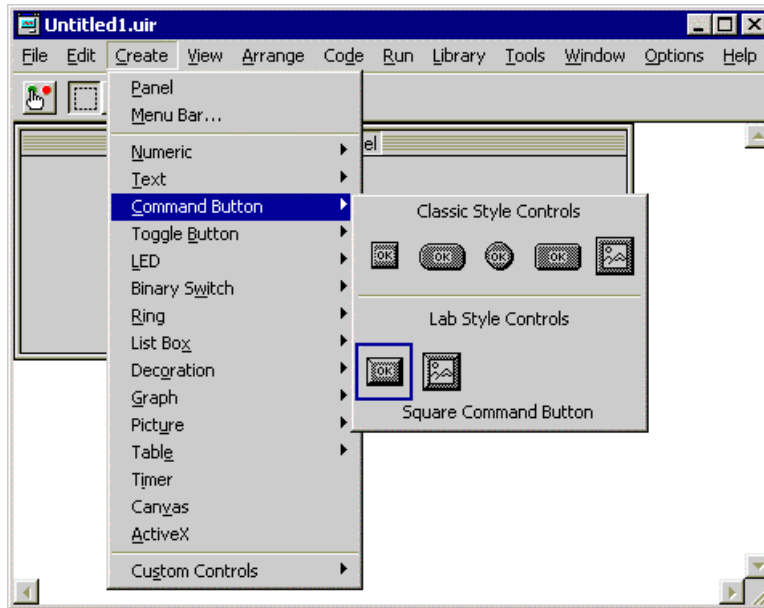 Untitled1.uir
File Edit Create View Arrange Code Run Library Tools Window Options Help
Panel
Menu Bar...
el
Numeric
Text
Command Button
Toggle Button
LED
Binary Switch
Ring
List Box
Decoration
Graph
Picture
Table
Timer
Canvas
ActiveX
Custom Controls
Classic Style Controls
OK OK OK OK
Lab Style Controls
OK
Square Command Button